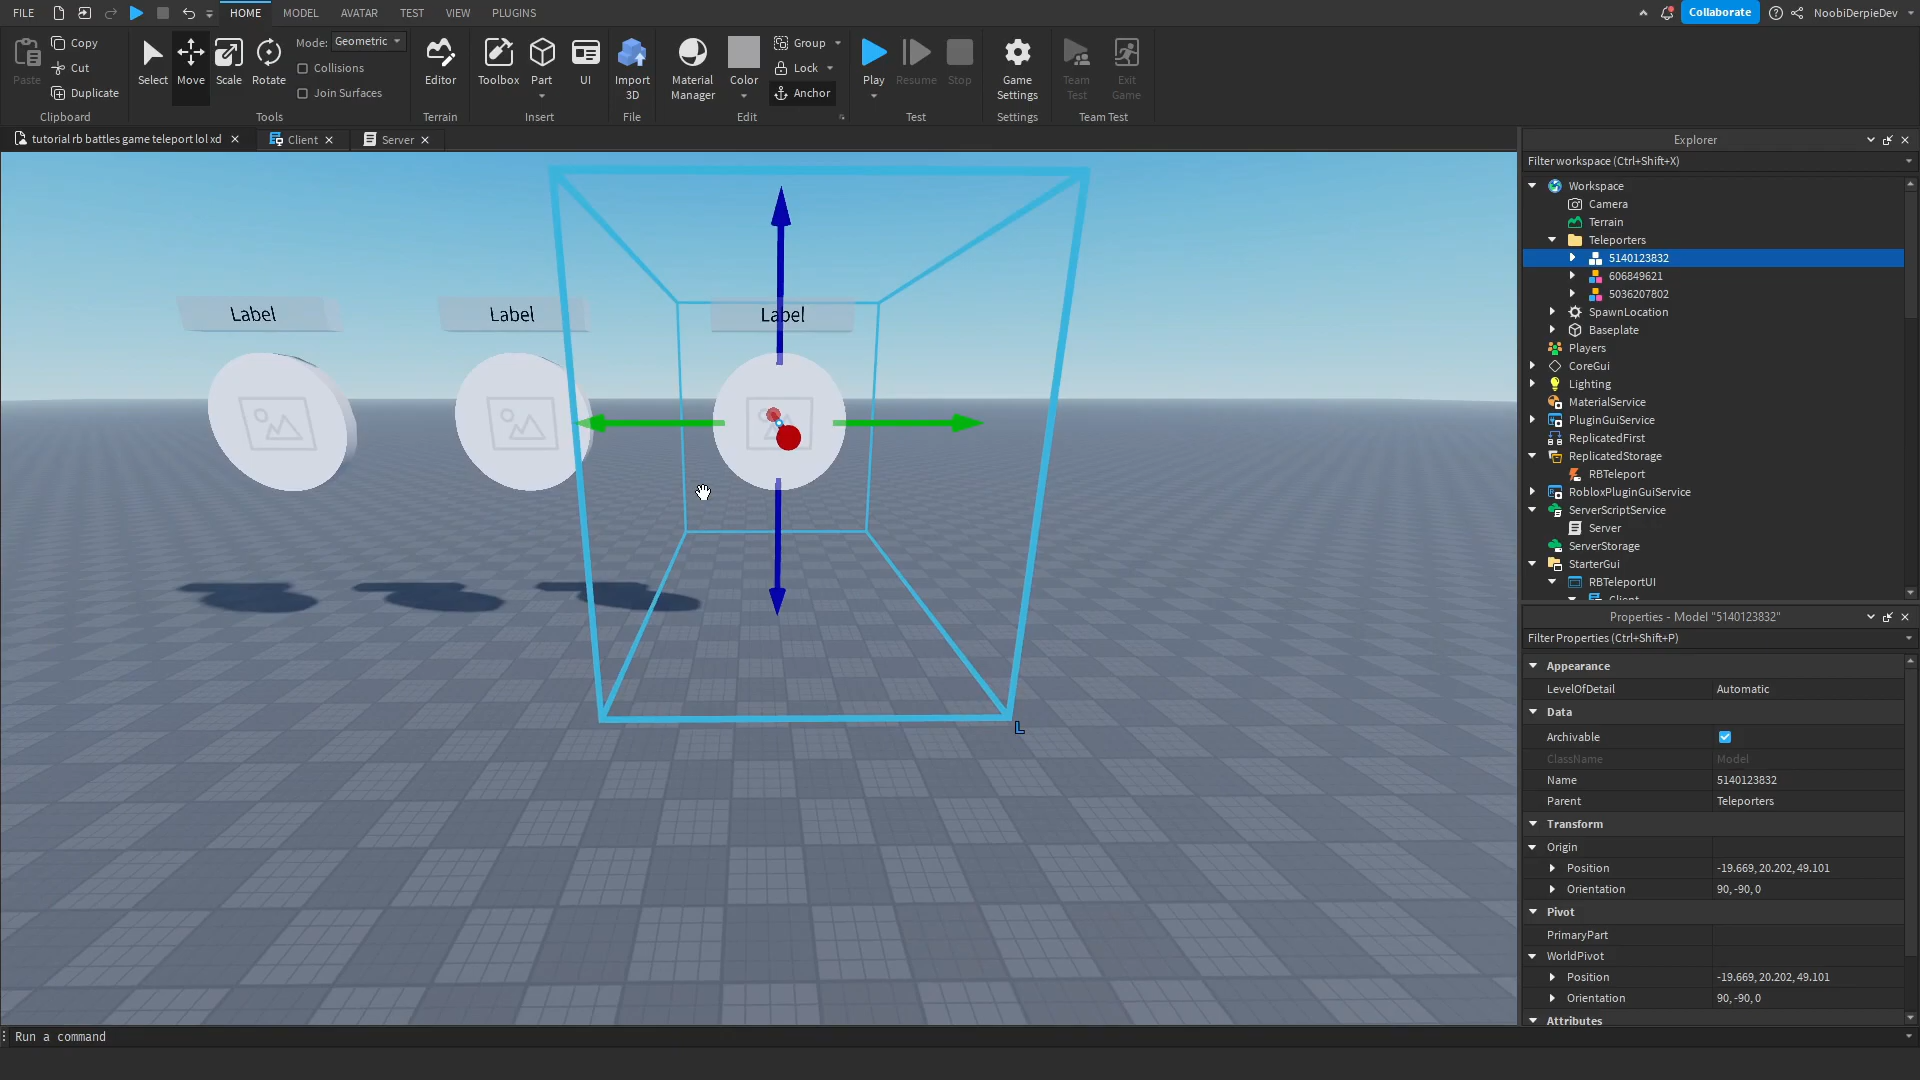 FILE HOME MODEL AVATAR TEST VIEW PLUGINS Collaborate NoobiDerpieDev
Paste Copy Cut Duplicate Clipboard
Select Move Scale Rotate Mode: Geometric Collisions Join Surfaces Tools
Editor Terrain
Toolbox Part UI Insert
Import 3D File
Material Manager Color Group Lock Anchor Edit
Play Resume Stop Test
Game Settings Settings
Team Test Exit Game Team Test
tutorial rb battles game teleport lol xd Client Server
Label Label Label
L
Explorer
Filter workspace (Ctrl+Shift+X)
Workspace
Camera
Terrain
Teleporters
5140123832
606849621
5036207802
SpawnLocation
Baseplate
Players
CoreGui
Lighting
MaterialService
PluginGuiService
ReplicatedFirst
ReplicatedStorage
RBTeleport
RobloxPluginGuiService
ServerScriptService
Server
ServerStorage
StarterGui
RBTeleportUI
Client
Properties - Model "5140123832"
Filter Properties (Ctrl+Shift+P)
Appearance
LevelOfDetail Automatic
Data
Archivable
ClassName Model
Name 5140123832
Parent Teleporters
Transform
Origin
Position -19.669, 20.202, 49.101
Orientation 90, -90, 0
Pivot
PrimaryPart
WorldPivot
Position -19.669, 20.202, 49.101
Orientation 90, -90, 0
Attributes
Run a command